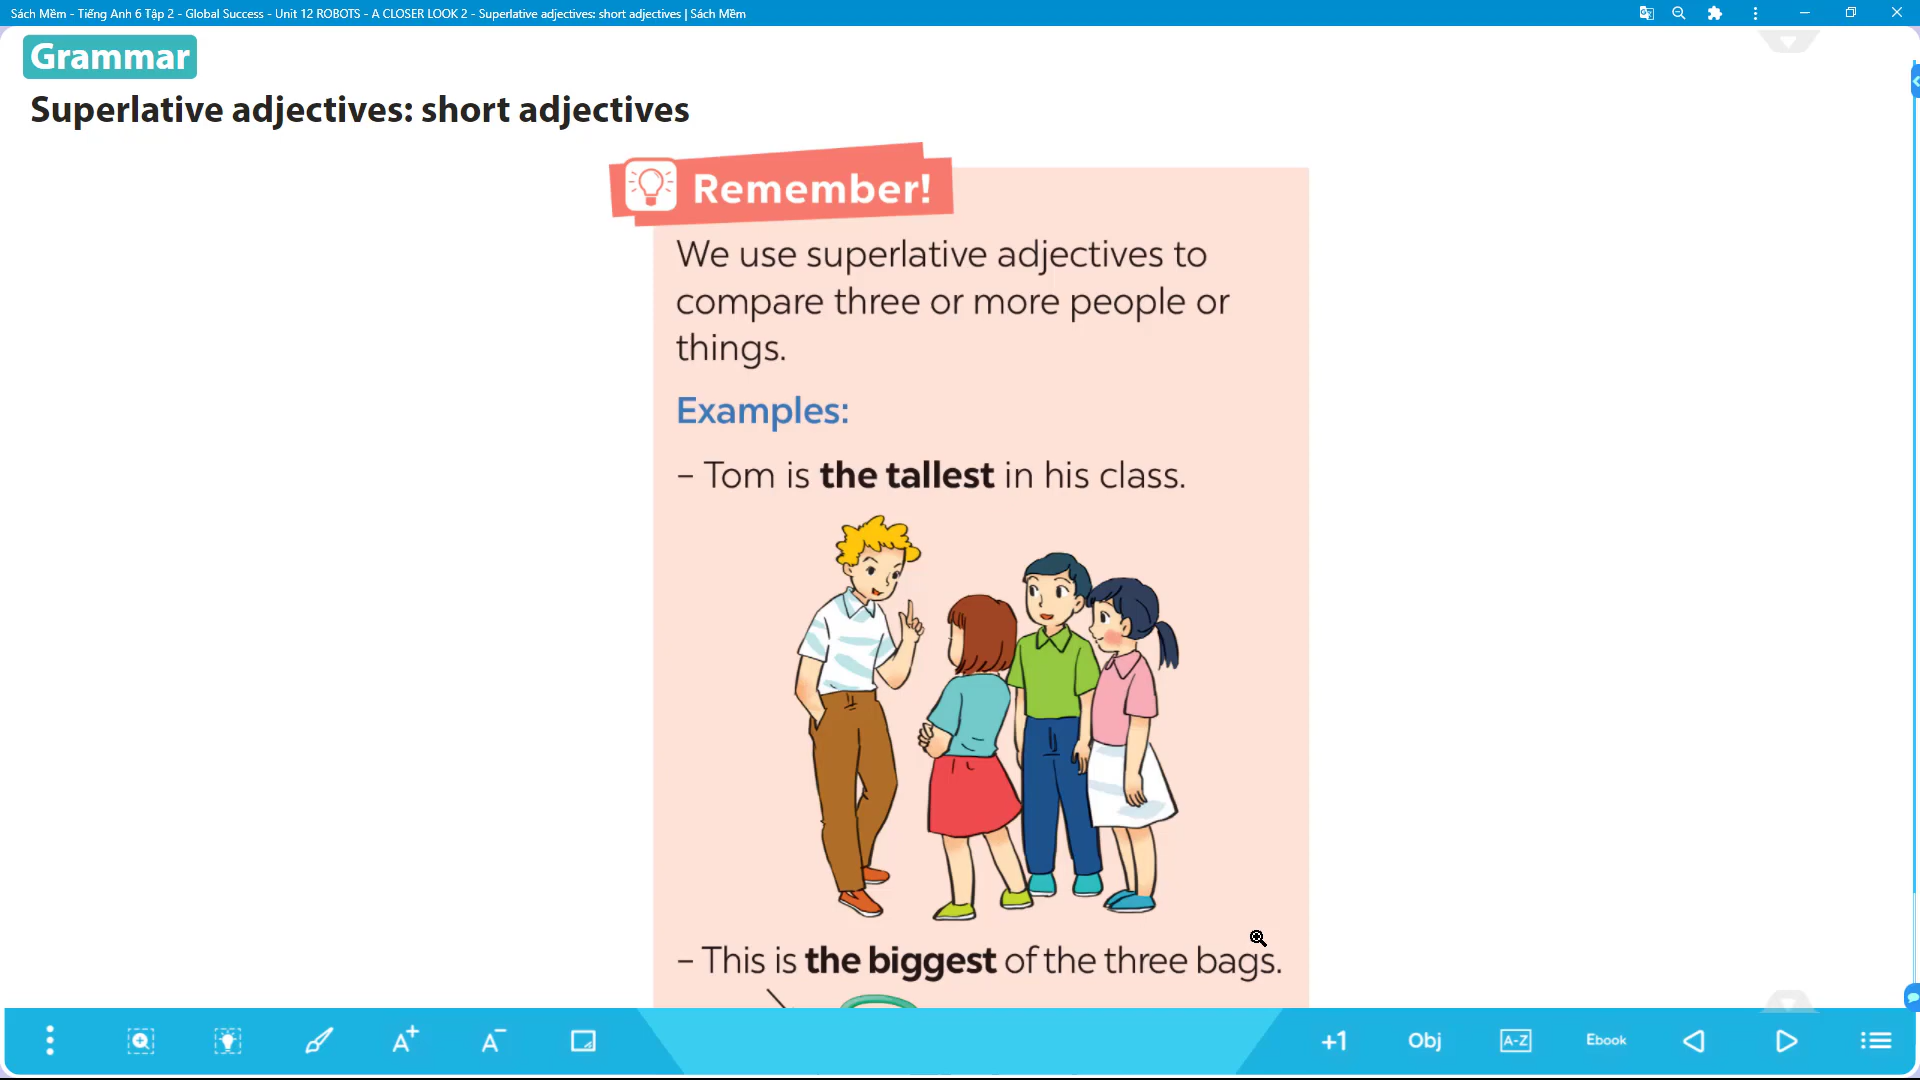 Sách Mềm - Tiếng Anh 6 Tập 2 - Global Success - Unit 12 ROBOTS - A CLOSER LOOK 2 - Superlative adjectives: short adjectives | Sách Mềm
Grammar
Superlative adjectives: short adjectives
Remember!
We use superlative adjectives to
compare three or more people or
things.
Examples:
– Tom is the tallest in his class.
– This is the biggest of the three bags.
A+ A− +1 Obj A-Z Ebook